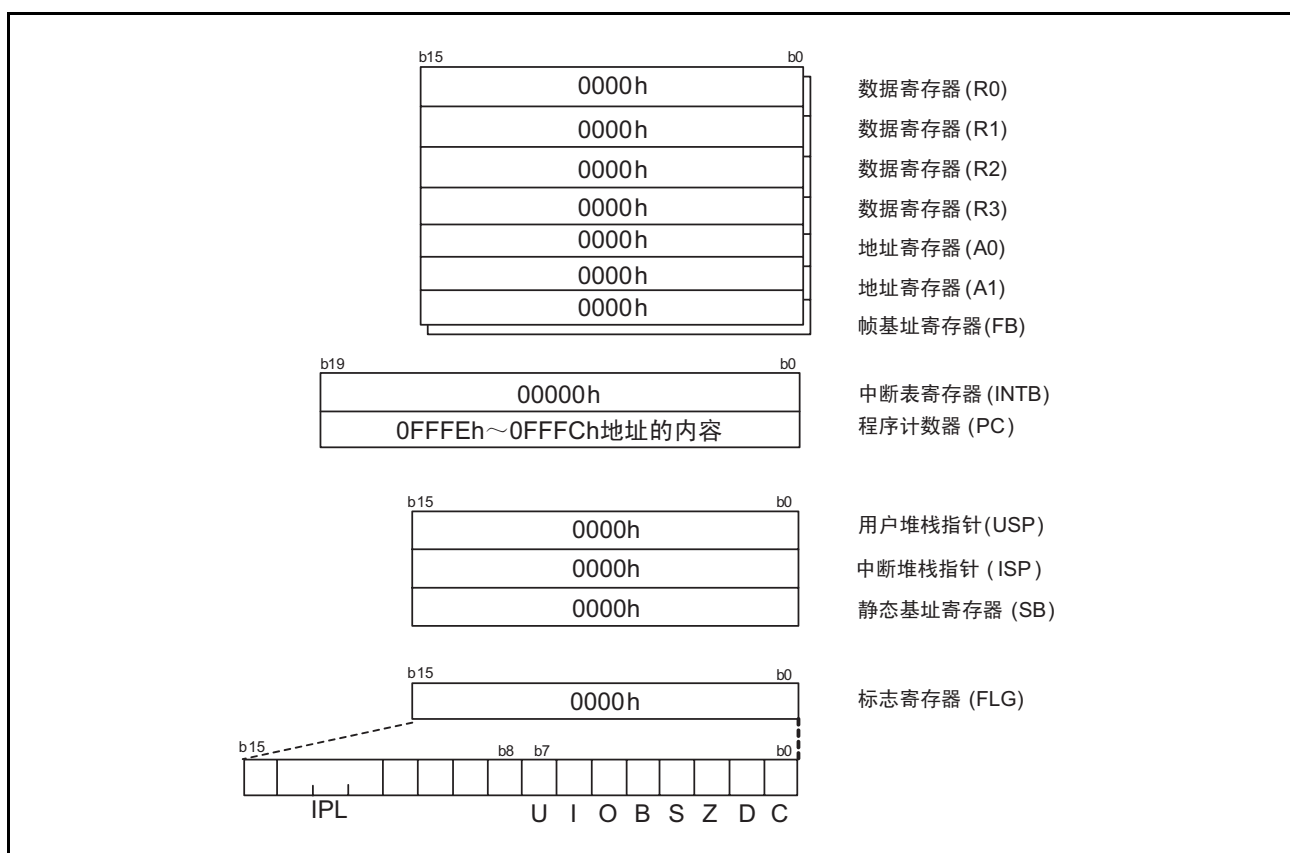 b15 b0
0000h 数据寄存器(R0)
0000h 数据寄存器(R1)
0000h 数据寄存器(R2)
0000h 数据寄存器(R3)
0000h 地址寄存器(A0)
0000h 地址寄存器(A1)
0000h 帧基址寄存器(FB)
b19 b0
00000h 中断表寄存器(INTB)
0FFFEh～0FFFCh地址的内容 程序计数器(PC)
b15 b0
0000h 用户堆栈指针(USP)
0000h 中断堆栈指针 (ISP)
0000h 静态基址寄存器 (SB)
b15 b0
0000h 标志寄存器 (FLG)
b15 b8 b7 b0
IPL U I O B S Z D C